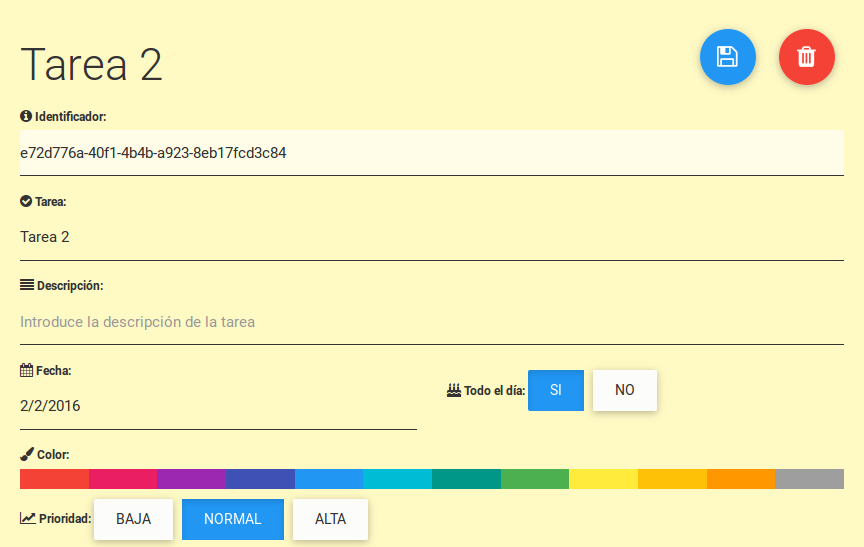 Tarea 2
Identificador:
e72d776a-40f1-4b4b-a923-8eb17fcd3c84
Tarea:
Tarea 2
Descripción:
Introduce la descripción de la tarea
Fecha:
2/2/2016
Todo el día: SI NO
Color:
Prioridad: BAJA NORMAL ALTA